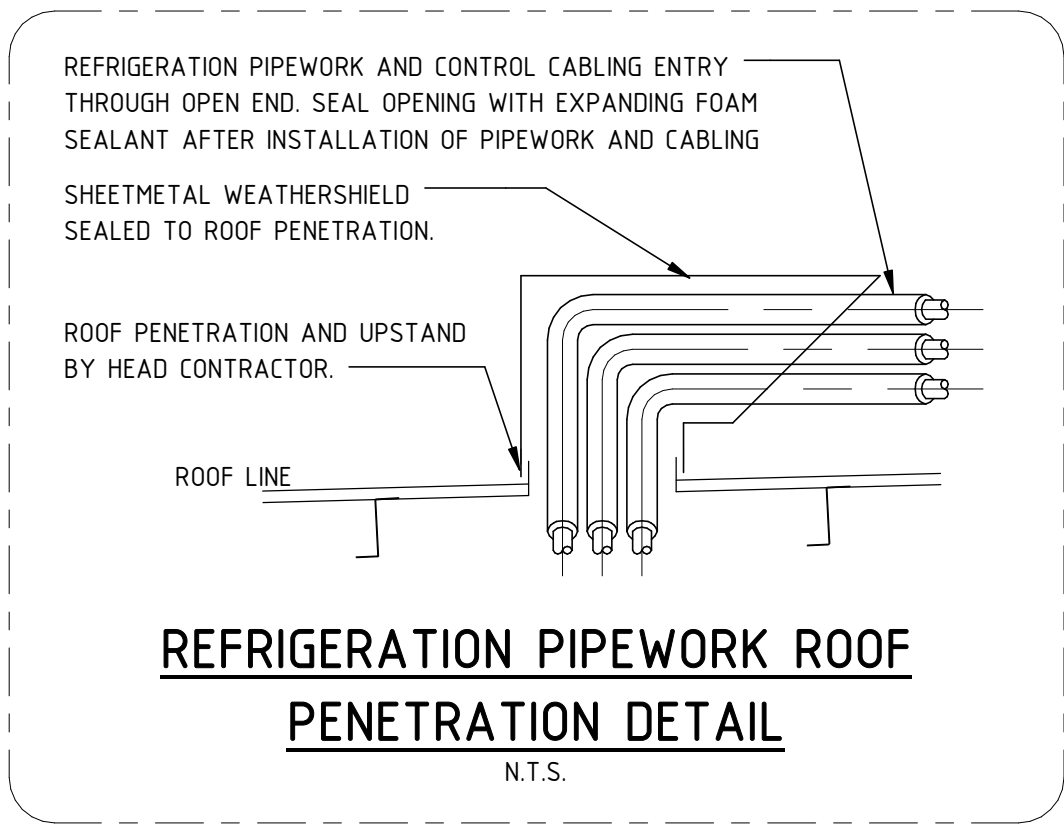 REFRIGERATION PIPEWORK AND CONTROL CABLING ENTRY
THROUGH OPEN END. SEAL OPENING WITH EXPANDING FOAM
SEALANT AFTER INSTALLATION OF PIPEWORK AND CABLING
SHEETMETAL WEATHERSHIELD
SEALED TO ROOF PENETRATION.
ROOF PENETRATION AND UPSTAND
BY HEAD CONTRACTOR.
ROOF LINE
REFRIGERATION PIPEWORK ROOF
PENETRATION DETAIL
N.T.S.